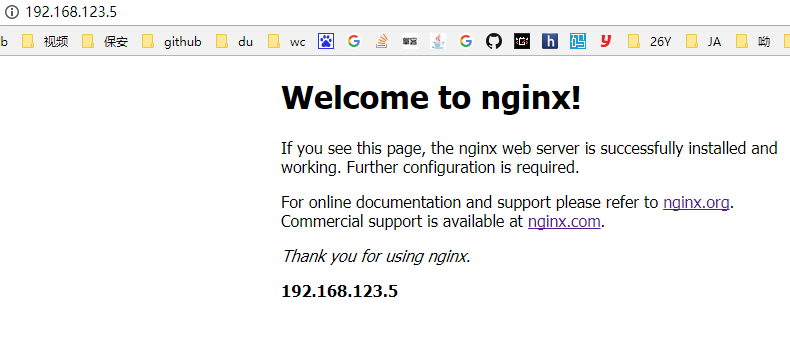 192.168.123.5
b 视频 保安 github du wc 26Y JA 呦
Welcome to nginx!
If you see this page, the nginx web server is successfully installed and
working. Further configuration is required.
For online documentation and support please refer to nginx.org.
Commercial support is available at nginx.com.
Thank you for using nginx.
192.168.123.5